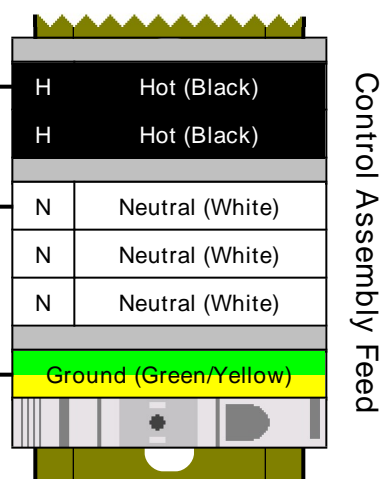 H Hot (Black)
H Hot (Black)
N Neutral (White)
N Neutral (White)
N Neutral (White)
Ground (Green/Yellow)
Control Assembly Feed